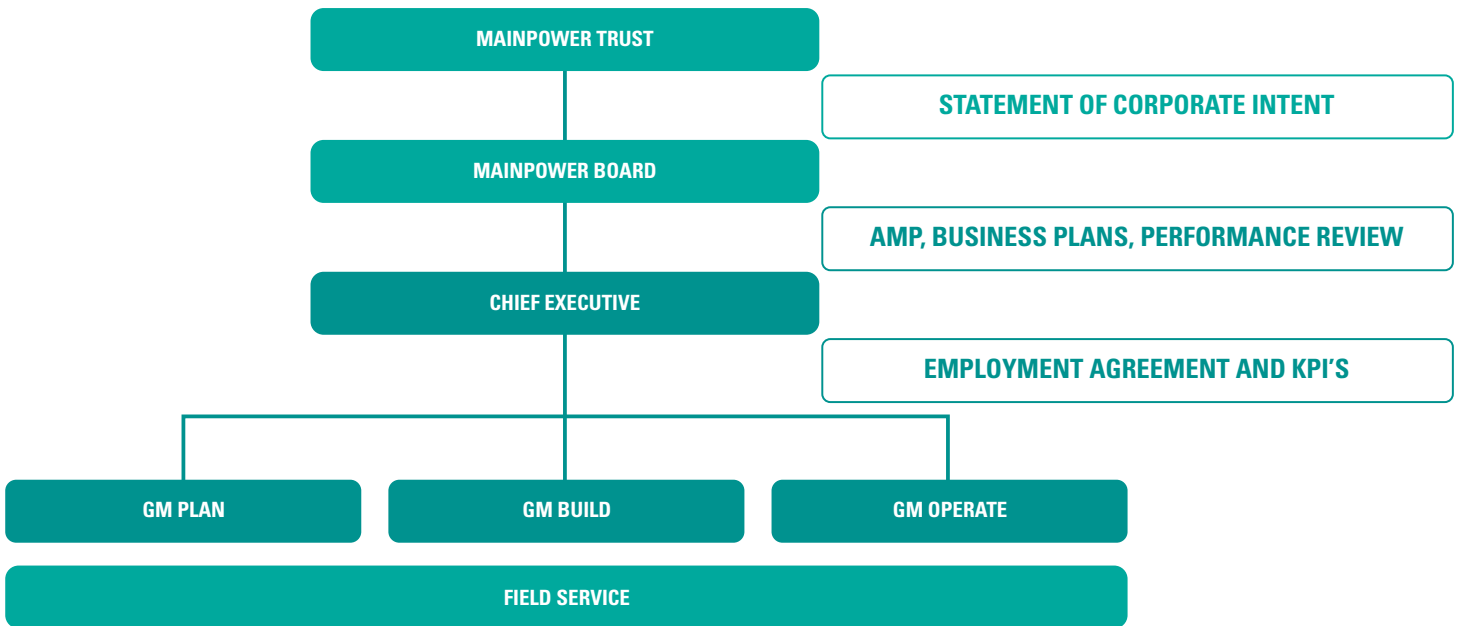 MAINPOWER TRUST
STATEMENT OF CORPORATE INTENT
MAINPOWER BOARD
AMP, BUSINESS PLANS, PERFORMANCE REVIEW
CHIEF EXECUTIVE
EMPLOYMENT AGREEMENT AND KPI’S
GM PLAN
GM BUILD
GM OPERATE
FIELD SERVICE